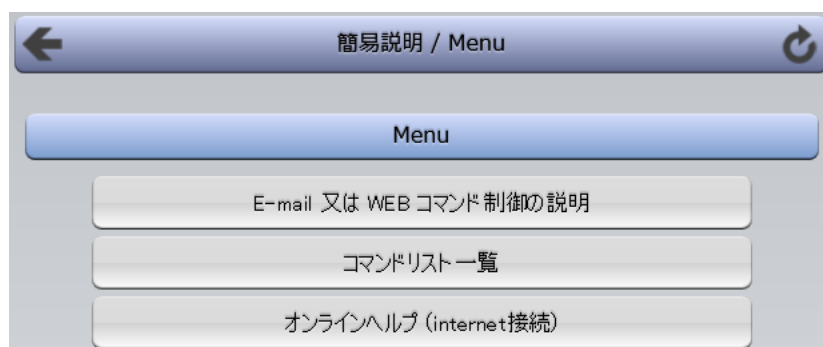 簡易説明 / Menu
Menu
E-mail 又は WEB コマンド制御の説明
コマンドリスト一覧
オンラインヘルプ (internet接続)